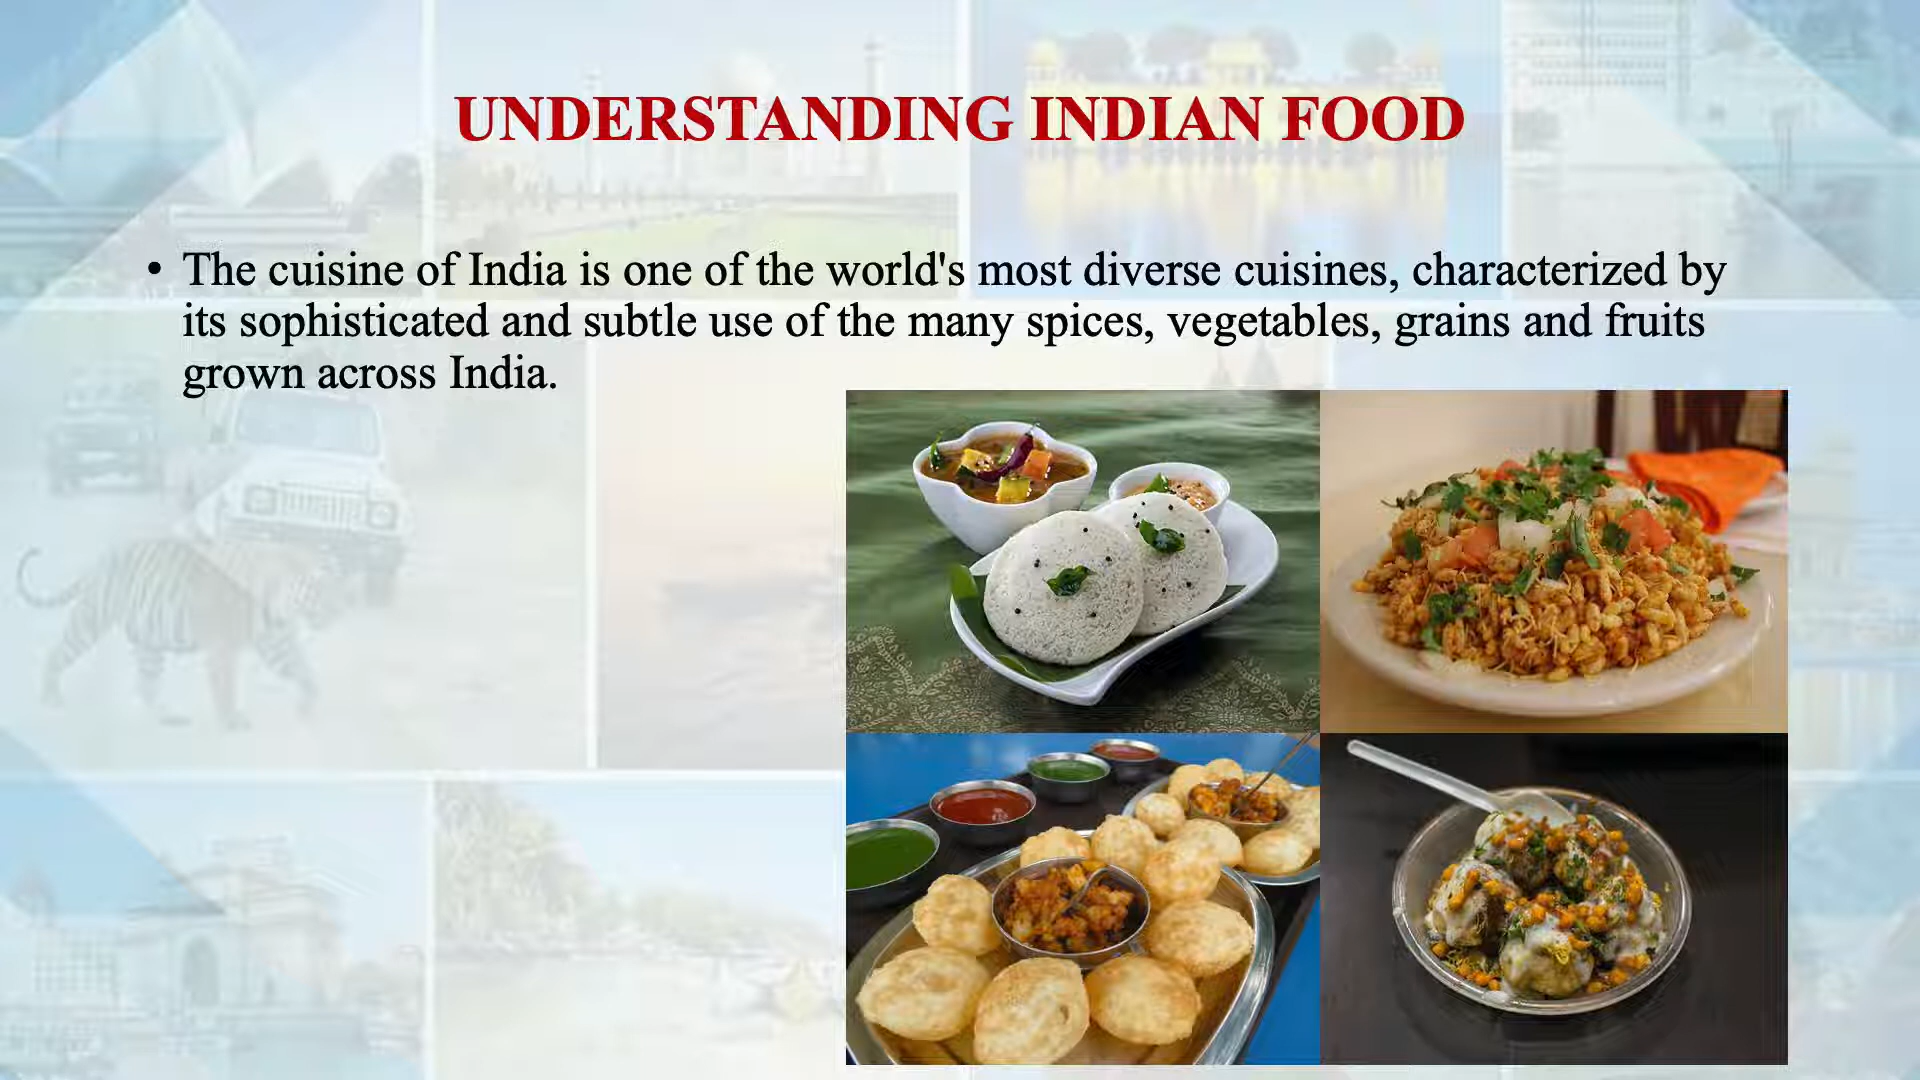 UNDERSTANDING INDIAN FOOD
• The cuisine of India is one of the world's most diverse cuisines, characterized by
its sophisticated and subtle use of the many spices, vegetables, grains and fruits
grown across India.